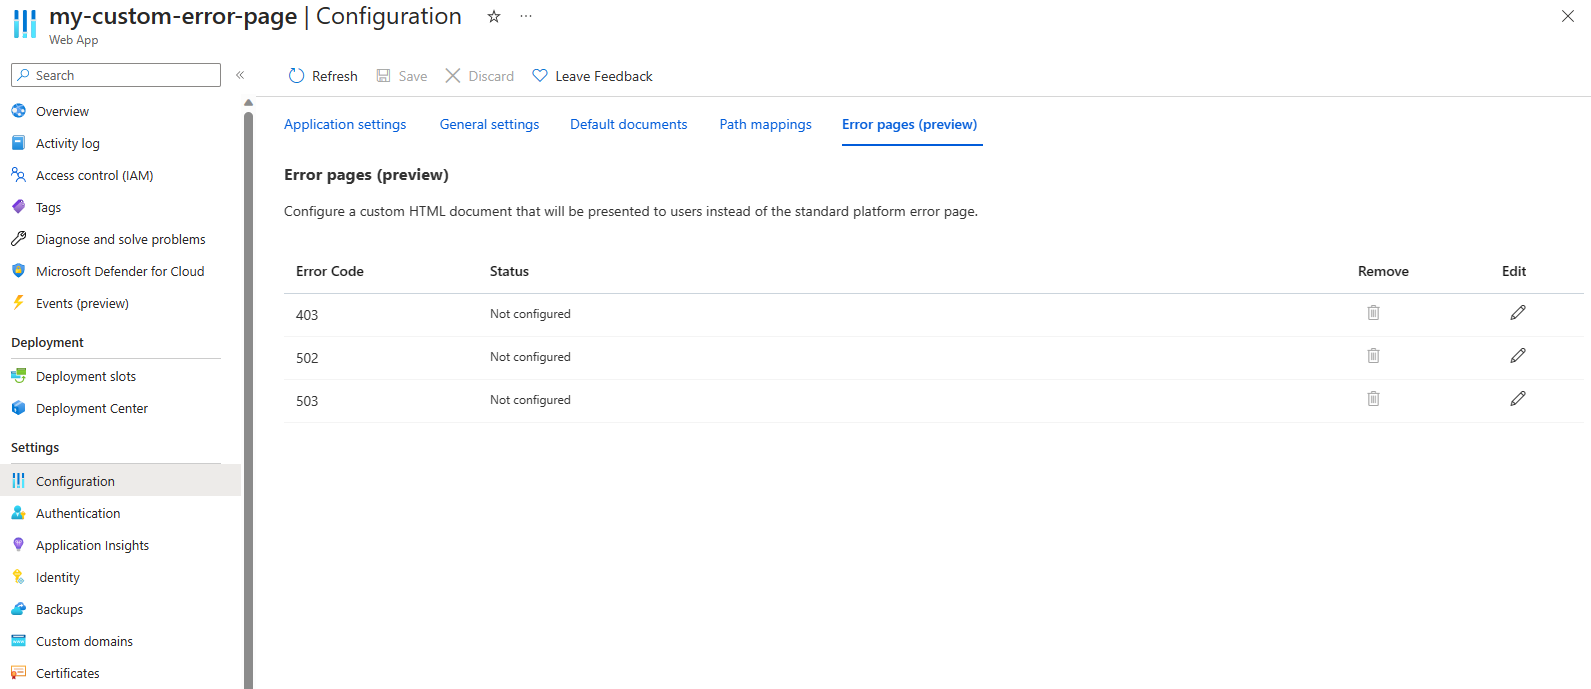 my-custom-error-page | Configuration
Web App
Search
Overview
Activity log
Access control (IAM)
Tags
Diagnose and solve problems
Microsoft Defender for Cloud
Events (preview)
Deployment
Deployment slots
Deployment Center
Settings
Configuration
Authentication
Application Insights
Identity
Backups
Custom domains
Certificates
Refresh Save Discard Leave Feedback
Application settings General settings Default documents Path mappings Error pages (preview)
Error pages (preview)
Configure a custom HTML document that will be presented to users instead of the standard platform error page.
Error Code Status Remove Edit
403 Not configured
502 Not configured
503 Not configured